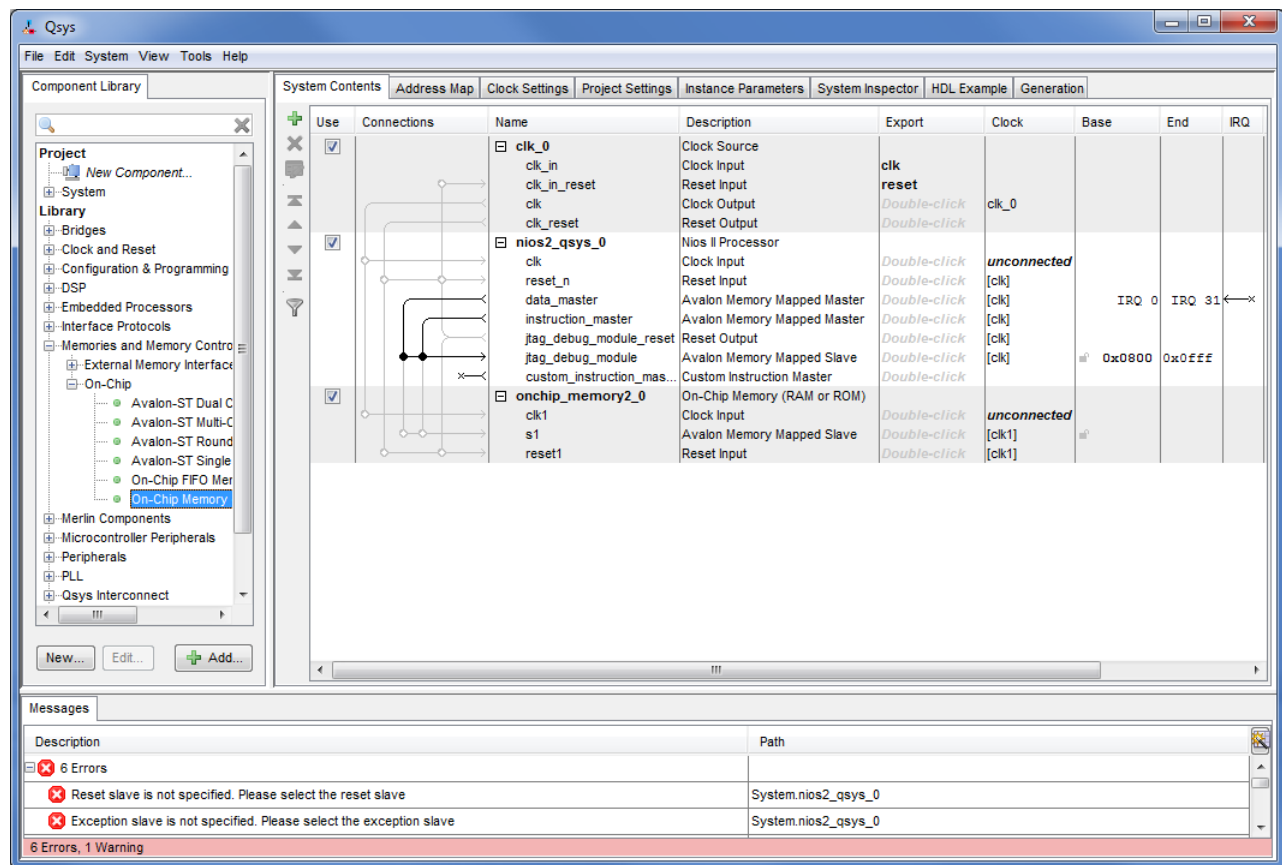 Qsys
File Edit System View Tools Help
Component Library
System Contents Address Map Clock Settings Project Settings Instance Parameters System Inspector HDL Example Generation
Project
New Component...
System
Library
Bridges
Clock and Reset
Configuration & Programming
DSP
Embedded Processors
Interface Protocols
Memories and Memory Contro
External Memory Interface
On-Chip
Avalon-ST Dual C
Avalon-ST Multi-C
Avalon-ST Round
Avalon-ST Single
On-Chip FIFO Mer
On-Chip Memory
Merlin Components
Microcontroller Peripherals
Peripherals
PLL
Qsys Interconnect
New... Edit... Add...
Use Connections Name Description Export Clock Base End IRQ
clk_0 Clock Source
clk_in Clock Input clk
clk_in_reset Reset Input reset
clk Clock Output Double-click clk_0
clk_reset Reset Output Double-click
nios2_qsys_0 Nios II Processor
clk Clock Input Double-click unconnected
reset_n Reset Input Double-click [clk]
data_master Avalon Memory Mapped Master Double-click [clk] IRQ 0 IRQ 31
instruction_master Avalon Memory Mapped Master Double-click [clk]
jtag_debug_module_reset Reset Output Double-click [clk]
jtag_debug_module Avalon Memory Mapped Slave Double-click [clk] 0x0800 0x0fff
custom_instruction_mas... Custom Instruction Master Double-click
onchip_memory2_0 On-Chip Memory (RAM or ROM)
clk1 Clock Input Double-click unconnected
s1 Avalon Memory Mapped Slave Double-click [clk1]
reset1 Reset Input Double-click [clk1]
Messages
Description Path
6 Errors
Reset slave is not specified. Please select the reset slave System.nios2_qsys_0
Exception slave is not specified. Please select the exception slave System.nios2_qsys_0
6 Errors, 1 Warning